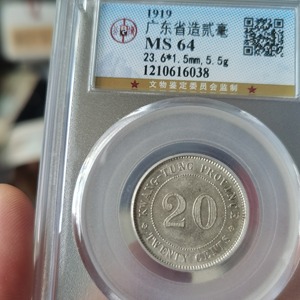 1919
广东省造贰毫
MS 64
23.6*1.5mm,5.5g
1210616038
★ 文物鉴定委员会监制 ★
KWANG-TUNG PROVINCE
20
TWENTY CENTS